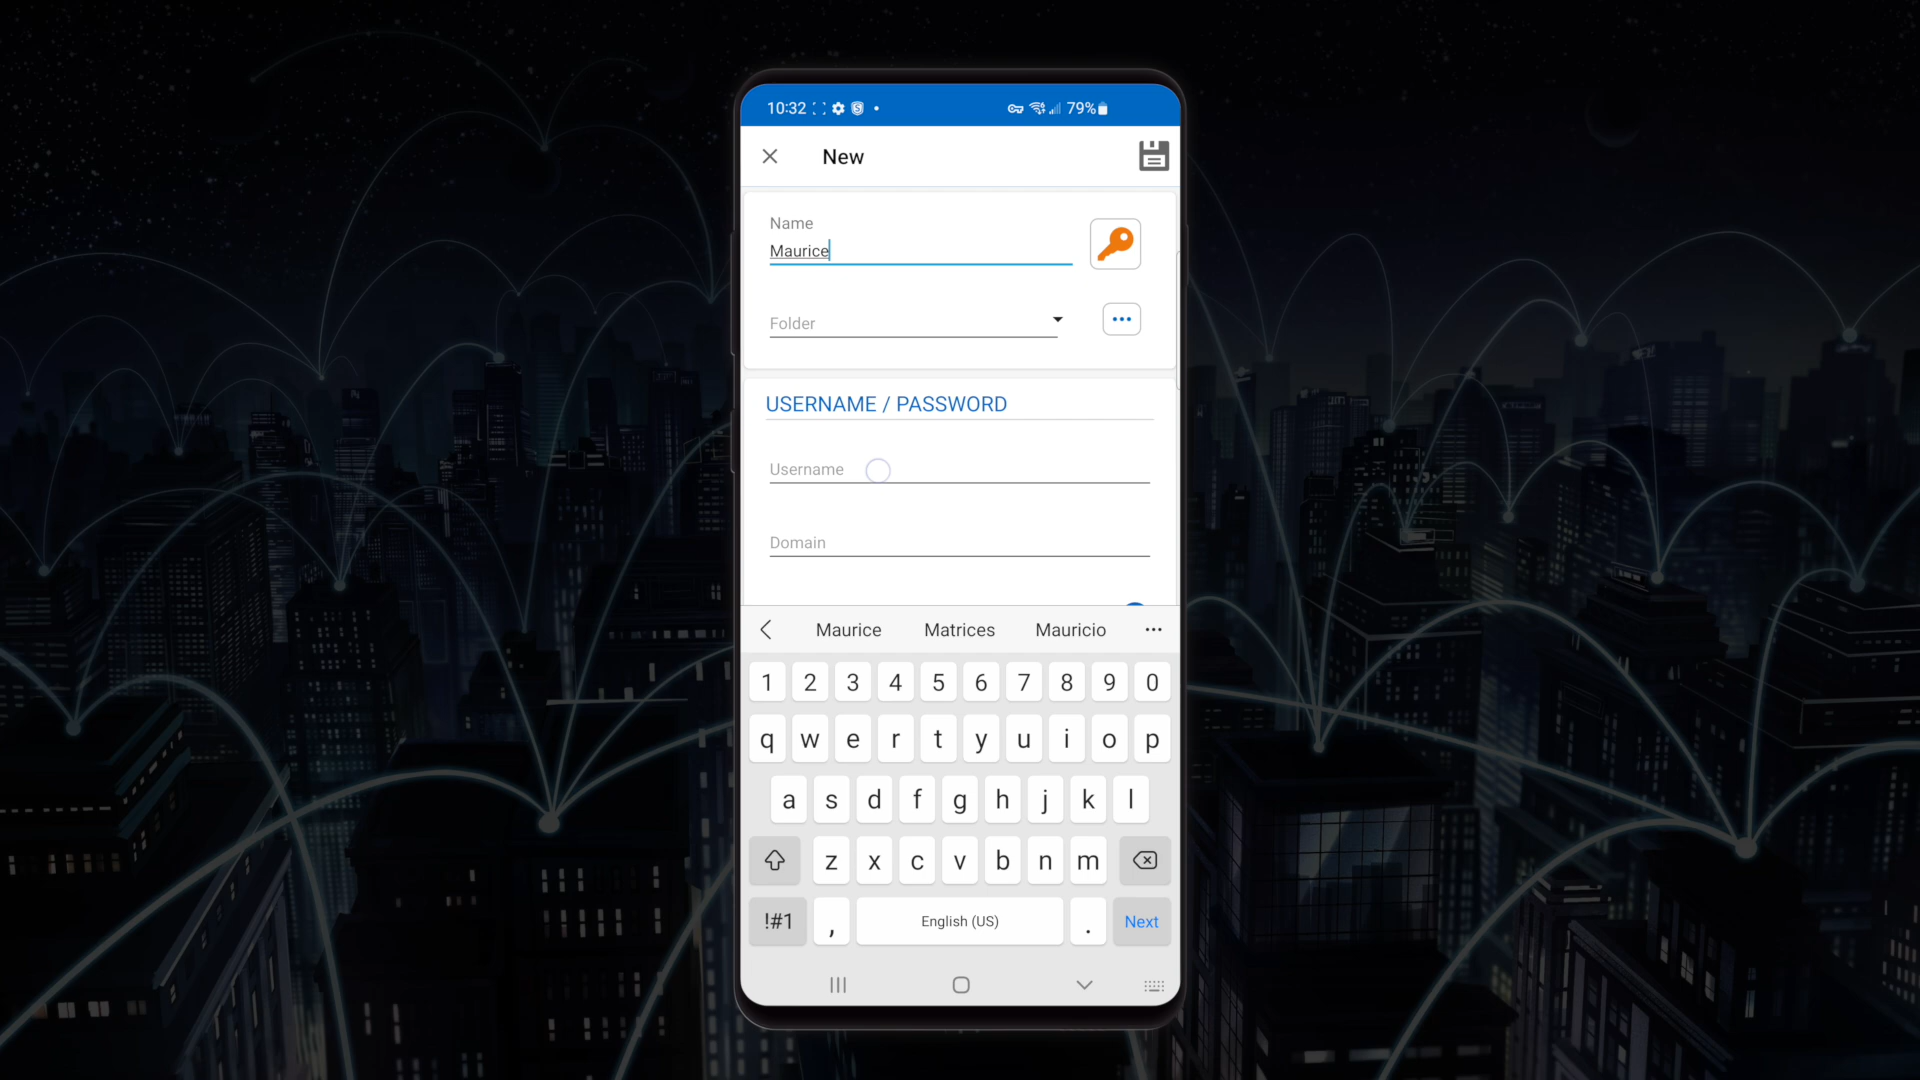 10:32 79%
New
Name
Maurice
Folder
USERNAME / PASSWORD
Username
Domain
Maurice Matrices Mauricio
1 2 3 4 5 6 7 8 9 0
q w e r t y u i o p
a s d f g h j k l
z x c v b n m
!#1 , English (US) . Next